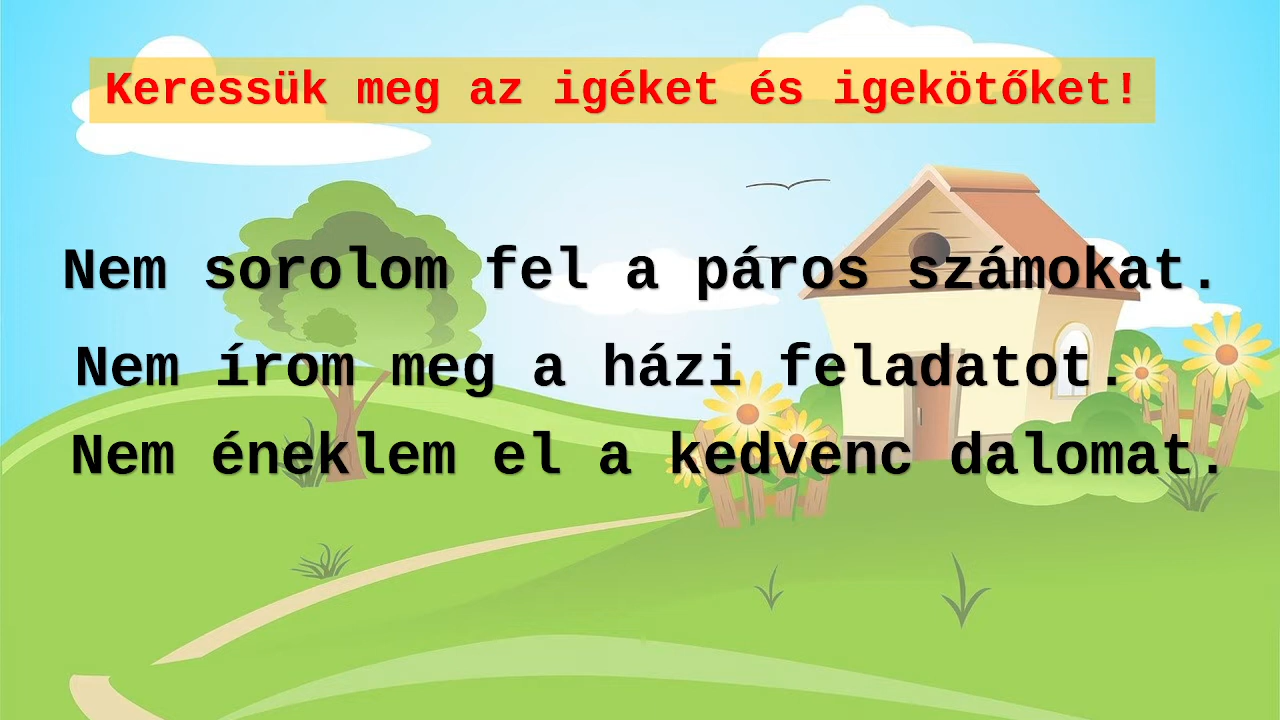 Keressük meg az igéket és igekötőket!
Nem sorolom fel a páros számokat.
Nem írom meg a házi feladatot.
Nem éneklem el a kedvenc dalomat.